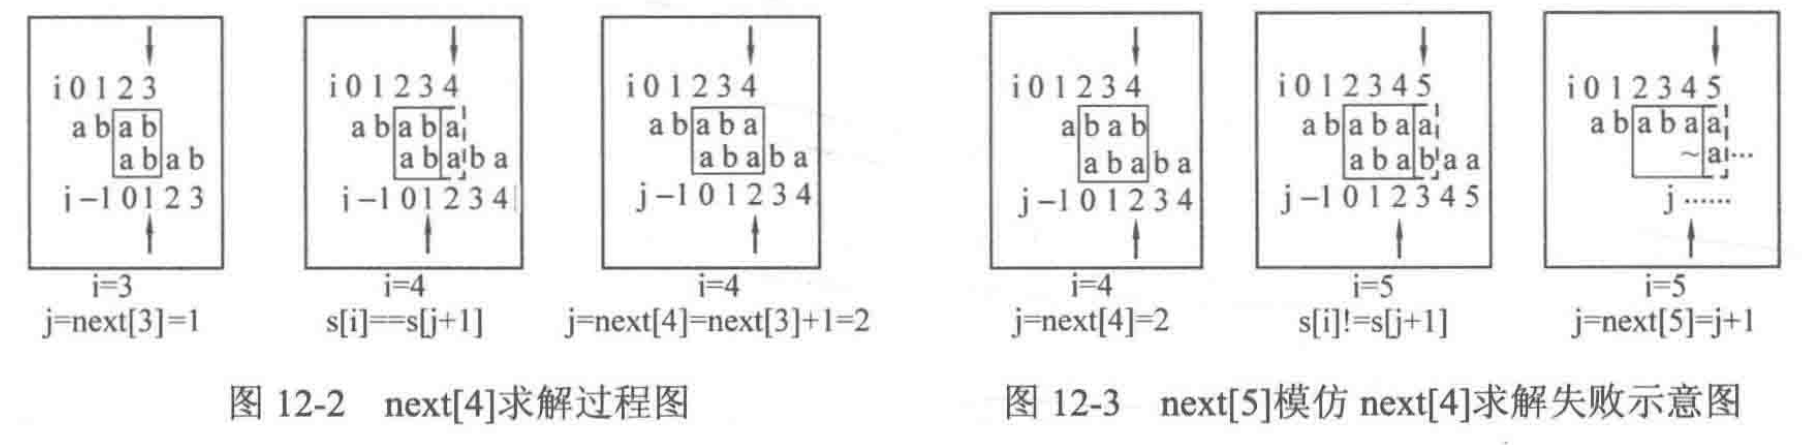 i 0 1 2 3
a b a b
a b a b
j -1 0 1 2 3
i=3
j=next[3]=1
i 0 1 2 3 4
a b a b a
a b a b a
j -1 0 1 2 3 4
i=4
s[i]==s[j+1]
i 0 1 2 3 4
a b a b a
a b a b a
j -1 0 1 2 3 4
i=4
j=next[4]=next[3]+1=2
图 12-2 next[4]求解过程图
i 0 1 2 3 4
a b a b
a b a b a
j -1 0 1 2 3 4
i=4
j=next[4]=2
i 0 1 2 3 4 5
a b a b a a
a b a b a a
j -1 0 1 2 3 4 5
i=5
s[i]!=s[j+1]
i 0 1 2 3 4 5
a b a b a a
~ a ...
j ······
i=5
j=next[5]=j+1
图 12-3 next[5]模仿 next[4]求解失败示意图